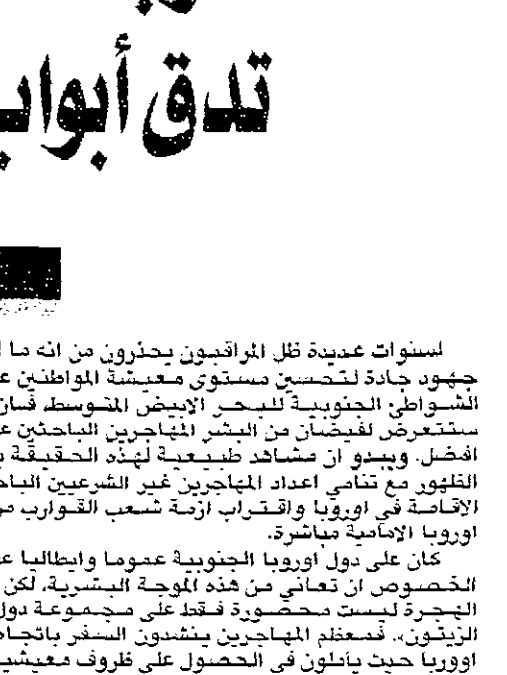 تدق أبواب
لسنوات عديدة ظل المراقبون يحذرون من انه ما
جهود جادة لتحسين مستوى معيشة المواطنين
الشواطئ الجنوبية للبحر الابيض المتوسط، فان
ستتعرض لفيضان من البشر المهاجرين الباحثين
افضل. ويبدو ان مشاهد طبيعية لهذه الحقيقة
الظهور مع تنامي اعداد المهاجرين غير الشرعيين
الاقامة في اوروبا واقتراب ازمة شعب القوارب
اوروبا الامامية مباشرة.
كان على دول اوروبا الجنوبية عموما وايطاليا
الخصوص ان تعاني من هذه الموجة البشرية، لكن
الهجرة ليست محصورة فقط على مجموعة دول
الزيتون». فمعظم المهاجرين ينشدون السفر باتجاه
اووربا حيث يأملون في الحصول على ظروف